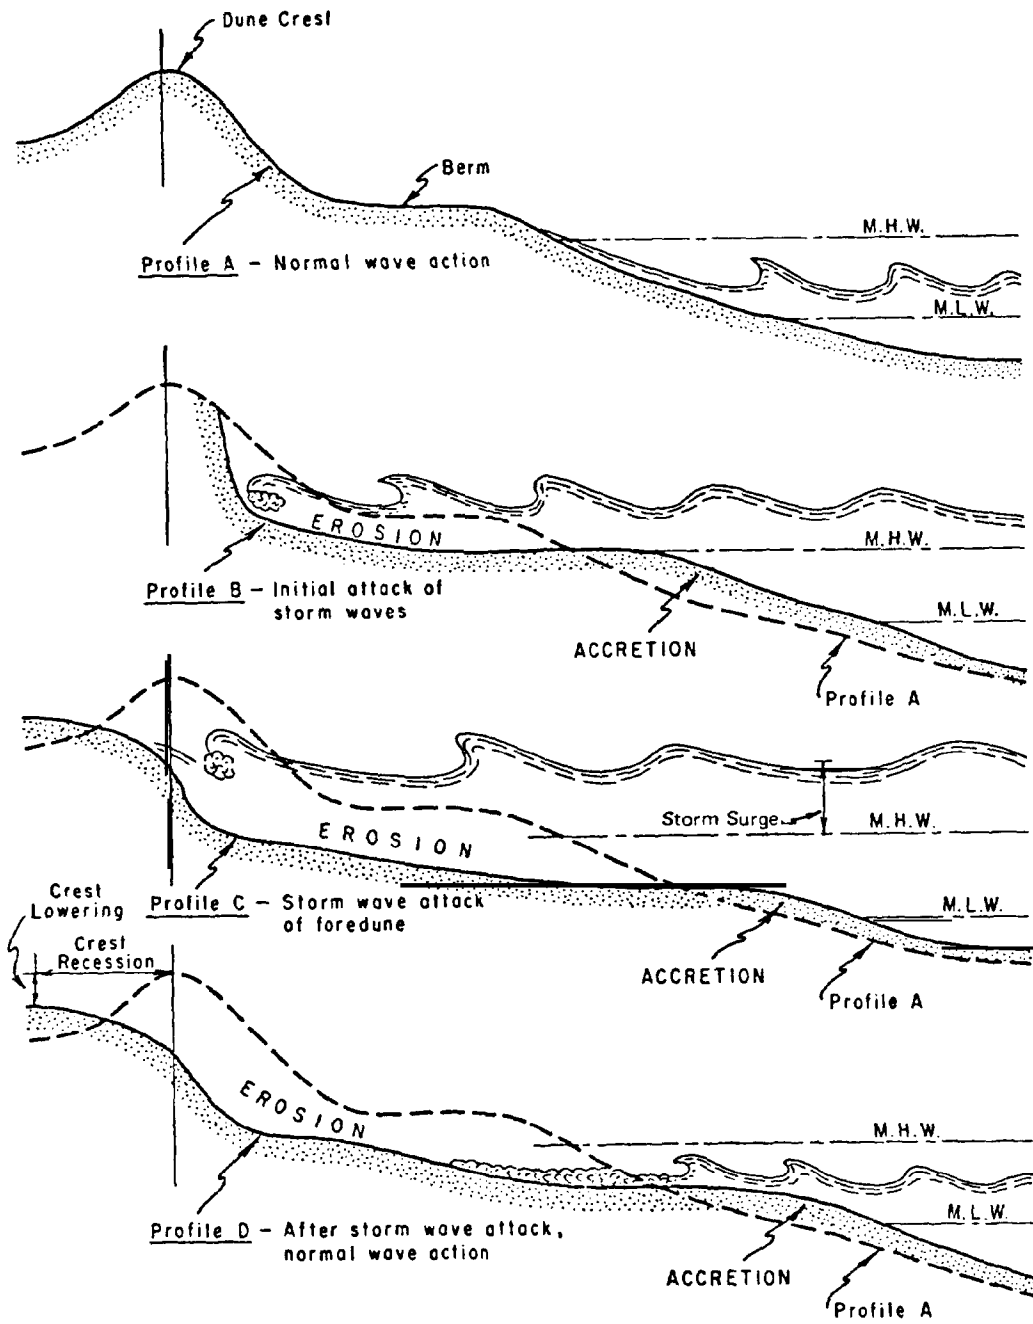 Dune Crest
Berm
M.H.W.
Profile A – Normal wave action
M.L.W.
EROSION
M.H.W.
Profile B – Initial attack of
storm waves
M.L.W.
ACCRETION
Profile A
Storm Surge
M.H.W.
EROSION
Crest
Lowering
Profile C – Storm wave attack
of foredune
M.L.W.
Crest
Recession
ACCRETION
Profile A
EROSION
M.H.W.
M.L.W.
Profile D – After storm wave attack,
normal wave action
ACCRETION
Profile A